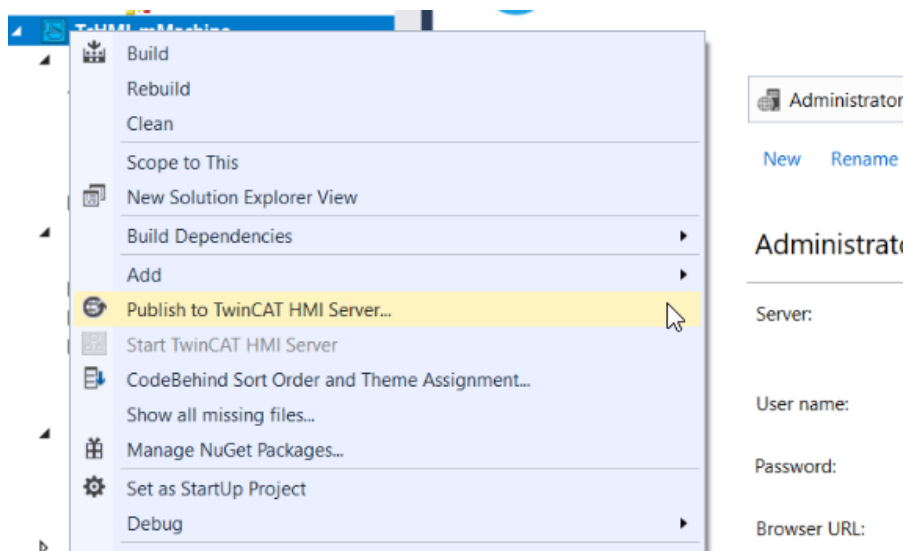 Build
Rebuild
Clean
Scope to This
New Solution Explorer View
Build Dependencies
Add
Publish to TwinCAT HMI Server...
Start TwinCAT HMI Server
CodeBehind Sort Order and Theme Assignment...
Show all missing files...
Manage NuGet Packages...
Set as StartUp Project
Debug
Administrator
New Rename
Administrato
Server:
User name:
Password:
Browser URL: